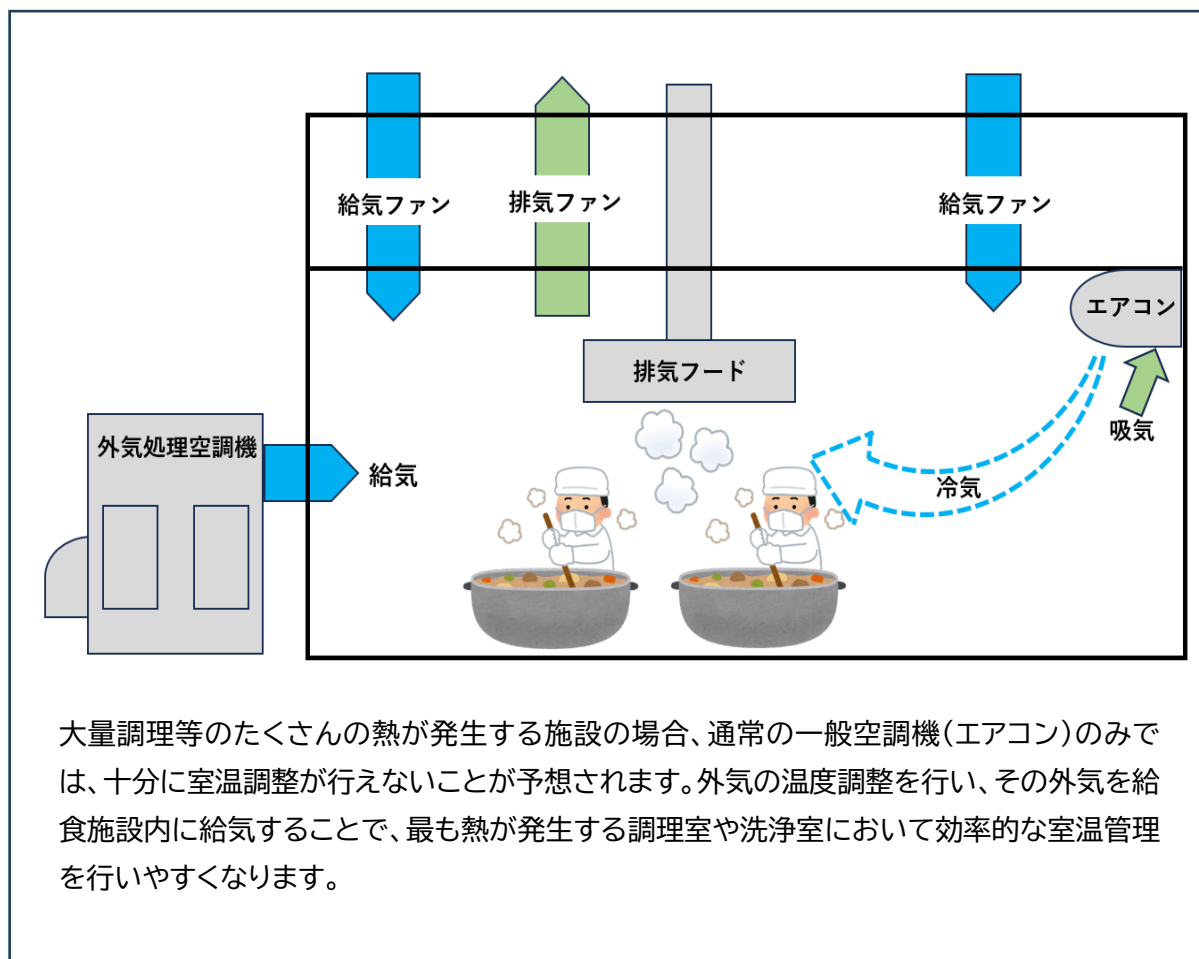 給気ファン
排気ファン
給気ファン
エアコン
排気フード
吸気
外気処理空調機
給気
冷気
大量調理等のたくさんの熱が発生する施設の場合、通常の一般空調機(エアコン)のみで
は、十分に室温調整が行えないことが予想されます。外気の温度調整を行い、その外気を給
食施設内に給気することで、最も熱が発生する調理室や洗浄室において効率的な室温管理
を行いやすくなります。